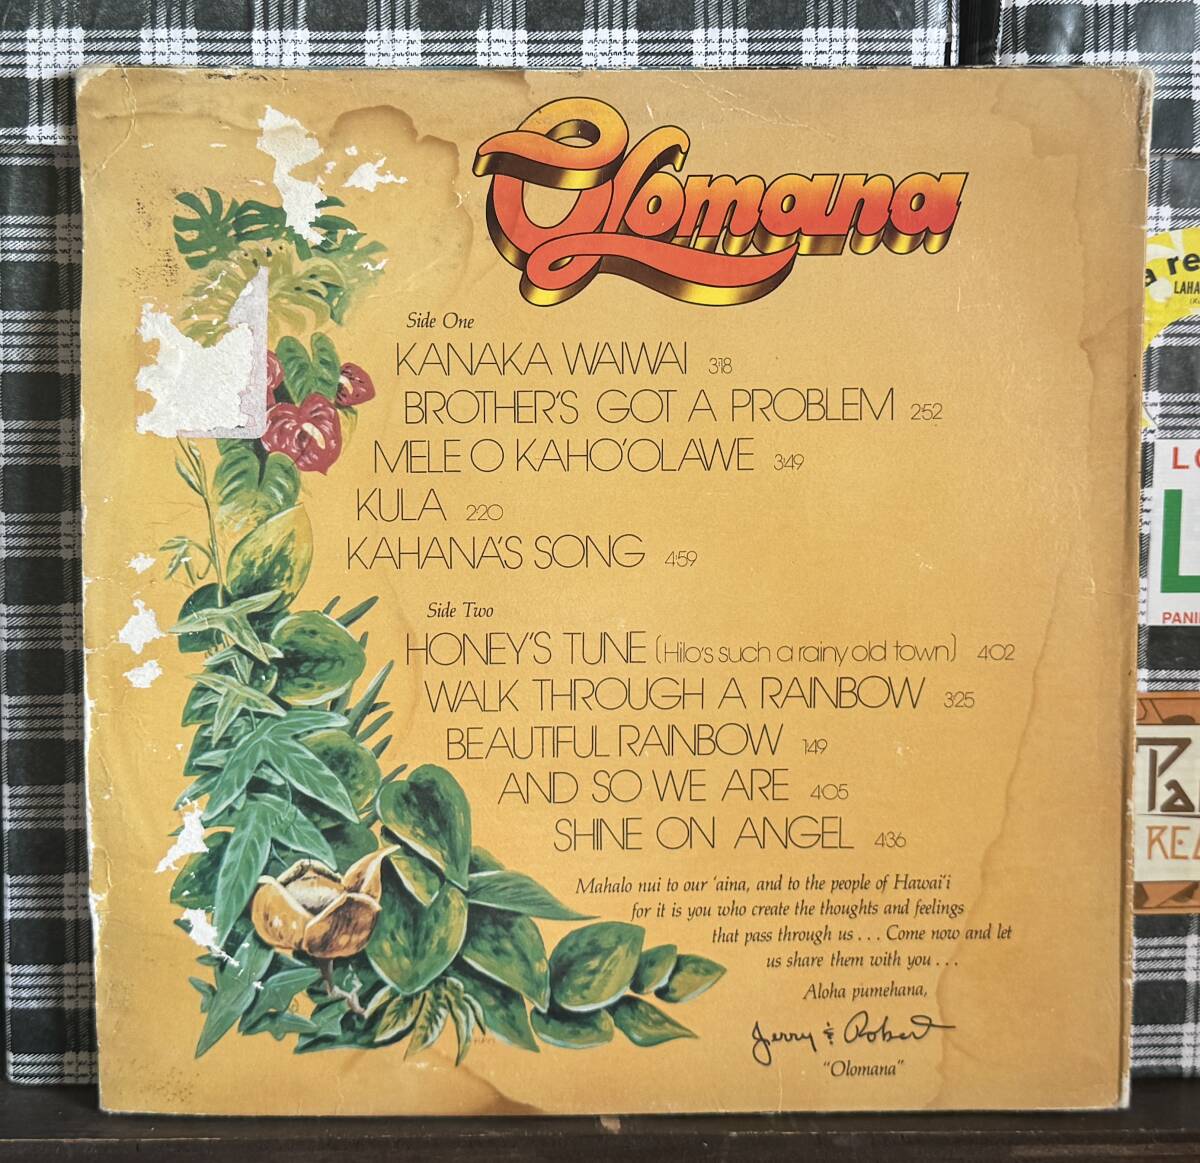 Olomana
Side One
KANAKA WAIWAI 3:18
BROTHER'S GOT A PROBLEM 2:52
MELE O KAHO'OLAWE 3:49
KULA 2:20
KAHANA'S SONG 4:59
Side Two
HONEY'S TUNE (Hilo's such a rainy old town) 4:02
WALK THROUGH A RAINBOW 3:25
BEAUTIFUL RAINBOW 1:49
AND SO WE ARE 4:05
SHINE ON ANGEL 4:36
Mahalo nui to our 'aina, and to the people of Hawai'i
for it is you who create the thoughts and feelings
that pass through us . . . Come now and let
us share them with you . . .
Aloha pumehana,
Jerry & Robert
"Olomana"
a re
LAHA
LO
L
PANI
Pa
REC